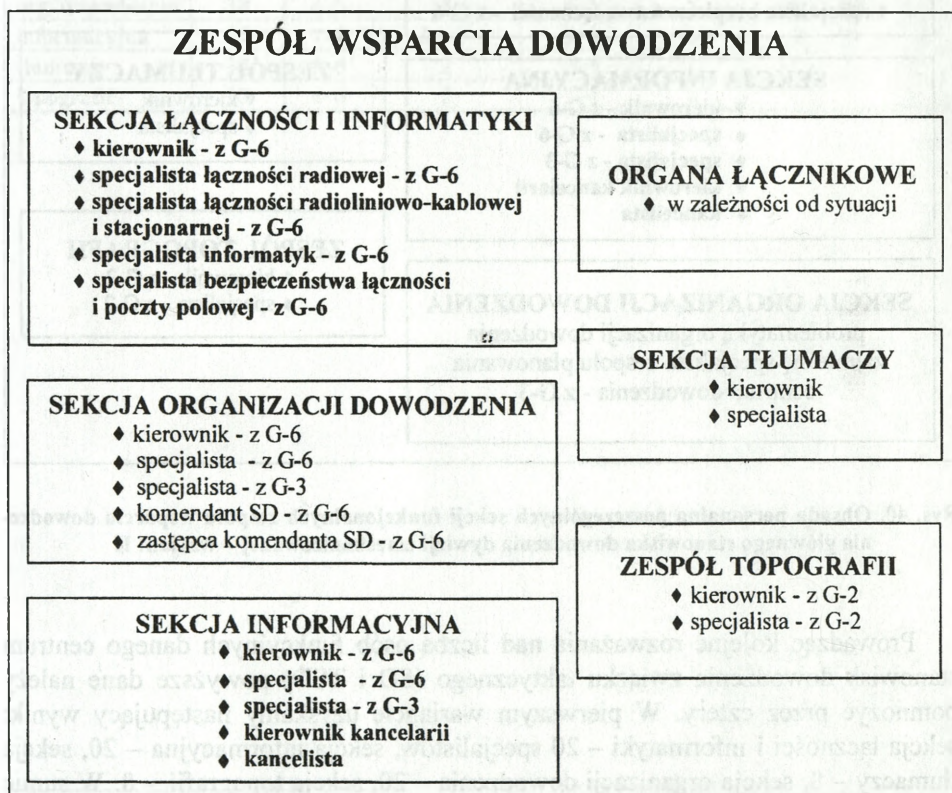 ZESPÓŁ WSPARCIA DOWODZENIA
SEKCJA ŁĄCZNOŚCI I INFORMATYKI
♦ kierownik - z G-6
♦ specjalista łączności radiowej - z G-6
♦ specjalista łączności radioliniowo-kablowej
i stacjonarnej - z G-6
♦ specjalista informatyk - z G-6
♦ specjalista bezpieczeństwa łączności
i poczty polowej - z G-6
SEKCJA ORGANIZACJI DOWODZENIA
♦ kierownik - z G-6
♦ specjalista - z G-6
♦ specjalista - z G-3
♦ komendant SD - z G-6
♦ zastępca komendanta SD - z G-6
SEKCJA INFORMACYJNA
♦ kierownik - z G-6
♦ specjalista - z G-6
♦ specjalista - z G-3
♦ kierownik kancelarii
♦ kancelista
ORGANA ŁĄCZNIKOWE
♦ w zależności od sytuacji
SEKCJA TŁUMACZY
♦ kierownik
♦ specjalista
ZESPÓŁ TOPOGRAFII
♦ kierownik - z G-2
♦ specjalista - z G-2